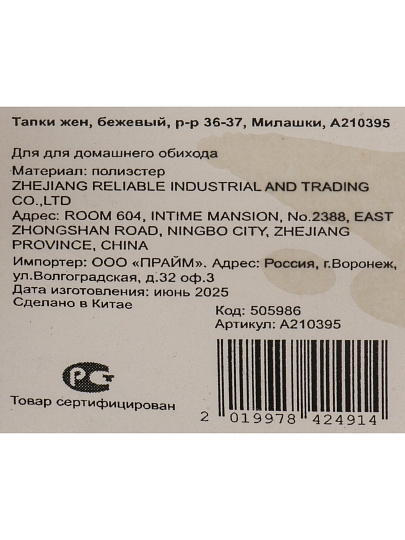 Тапки жен, бежевый, р-р 36-37, Милашки, А210395
Для для домашнего обихода
Материал: полиэстер
ZHEJIANG RELIABLE INDUSTRIAL AND TRADING
CO.,LTD
Адрес: ROOM 604, INTIME MANSION, No.2388, EAST
ZHONGSHAN ROAD, NINGBO CITY, ZHEJIANG
PROVINCE, CHINA
Импортер: ООО «ПРАЙМ». Адрес: Россия, г.Воронеж,
ул.Волгоградская, д.32 оф.3
Дата изготовления: июнь 2025
Сделано в Китае
Код: 505986
Артикул: А210395
РСТ
Товар сертифицирован
2 019978 424914